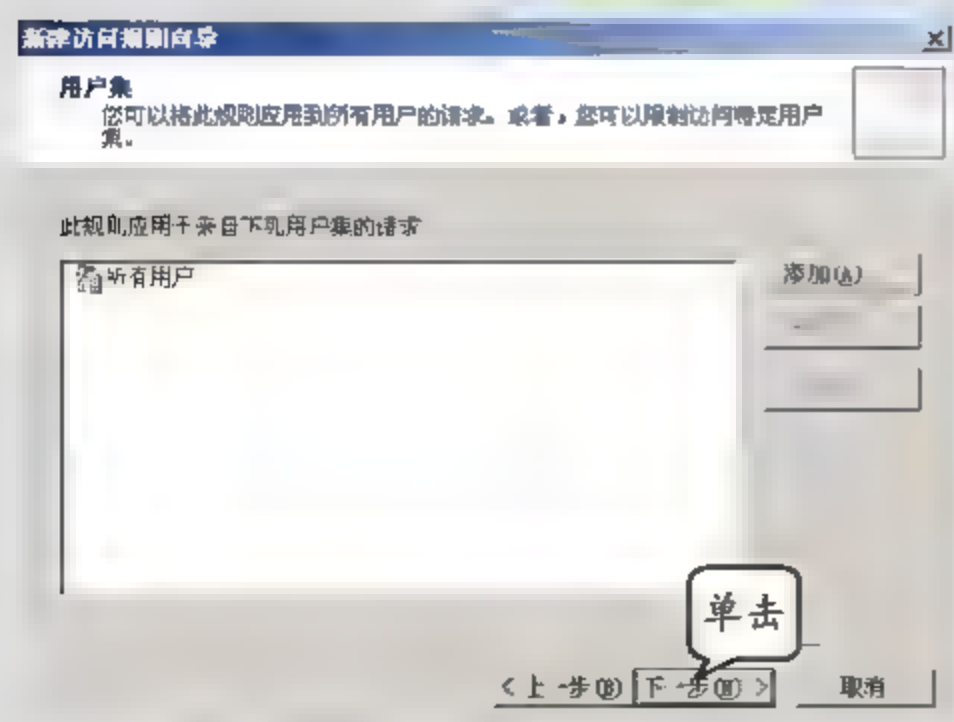 新建访问规则向导
用户集
您可以将此规则应用到所有用户的请求。或者，您可以限制访问特定用户
集。
此规则应用于来自下列用户集的请求
所有用户
添加(A)
单击
< 上一步(B)
下一步(N) >
取消